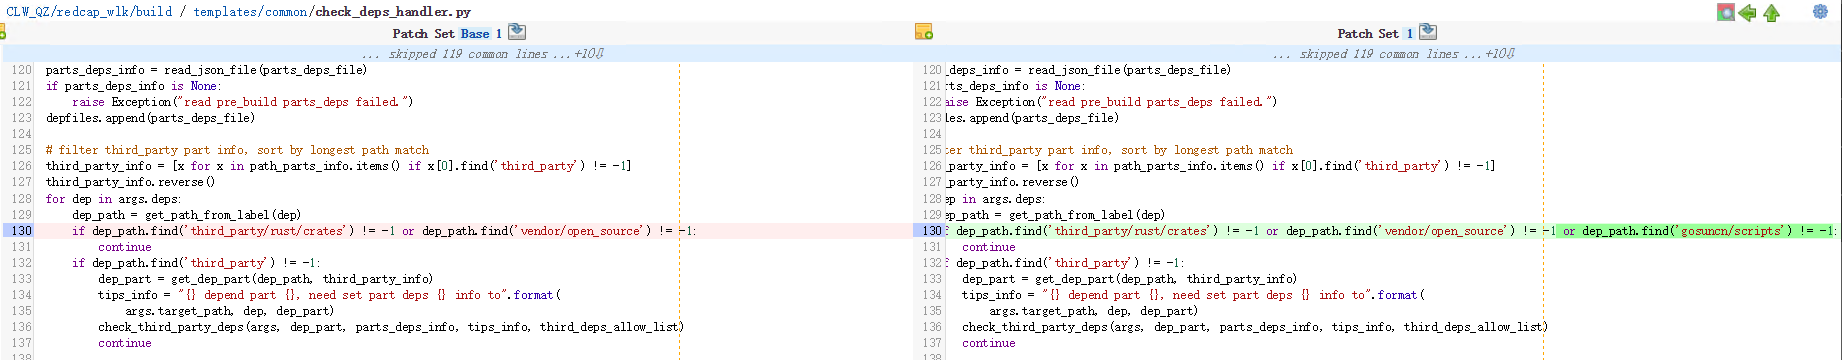 CLW_QZ/redcap_wlk/build / templates/common/check_deps_handler.py
Patch Set Base 1
... skipped 119 common lines ...+10⇩
120 parts_deps_info = read_json_file(parts_deps_file)
121 if parts_deps_info is None:
122     raise Exception("read pre_build parts_deps failed.")
123 depfiles.append(parts_deps_file)
124
125 # filter third_party part info, sort by longest path match
126 third_party_info = [x for x in path_parts_info.items() if x[0].find('third_party') != -1]
127 third_party_info.reverse()
128 for dep in args.deps:
129     dep_path = get_path_from_label(dep)
130     if dep_path.find('third_party/rust/crates') != -1 or dep_path.find('vendor/open_source') != -1:
131         continue
132     if dep_path.find('third_party') != -1:
133         dep_part = get_dep_part(dep_path, third_party_info)
134         tips_info = "{} depend part {}, need set part deps {} info to".format(
135             args.target_path, dep, dep_part)
136         check_third_party_deps(args, dep_part, parts_deps_info, tips_info, third_deps_allow_list)
137         continue
138
Patch Set 1
... skipped 119 common lines ...+10⇩
120 _deps_info = read_json_file(parts_deps_file)
121 rts_deps_info is None:
122 aise Exception("read pre_build parts_deps failed.")
123 iles.append(parts_deps_file)
124
125 ter third_party part info, sort by longest path match
126 _party_info = [x for x in path_parts_info.items() if x[0].find('third_party') != -1]
127 _party_info.reverse()
128 ep in args.deps:
129 ep_path = get_path_from_label(dep)
130 f dep_path.find('third_party/rust/crates') != -1 or dep_path.find('vendor/open_source') != -1 or dep_path.find('gosuncn/scripts') != -1:
131     continue
132 f dep_path.find('third_party') != -1:
133     dep_part = get_dep_part(dep_path, third_party_info)
134     tips_info = "{} depend part {}, need set part deps {} info to".format(
135         args.target_path, dep, dep_part)
136     check_third_party_deps(args, dep_part, parts_deps_info, tips_info, third_deps_allow_list)
137     continue
138